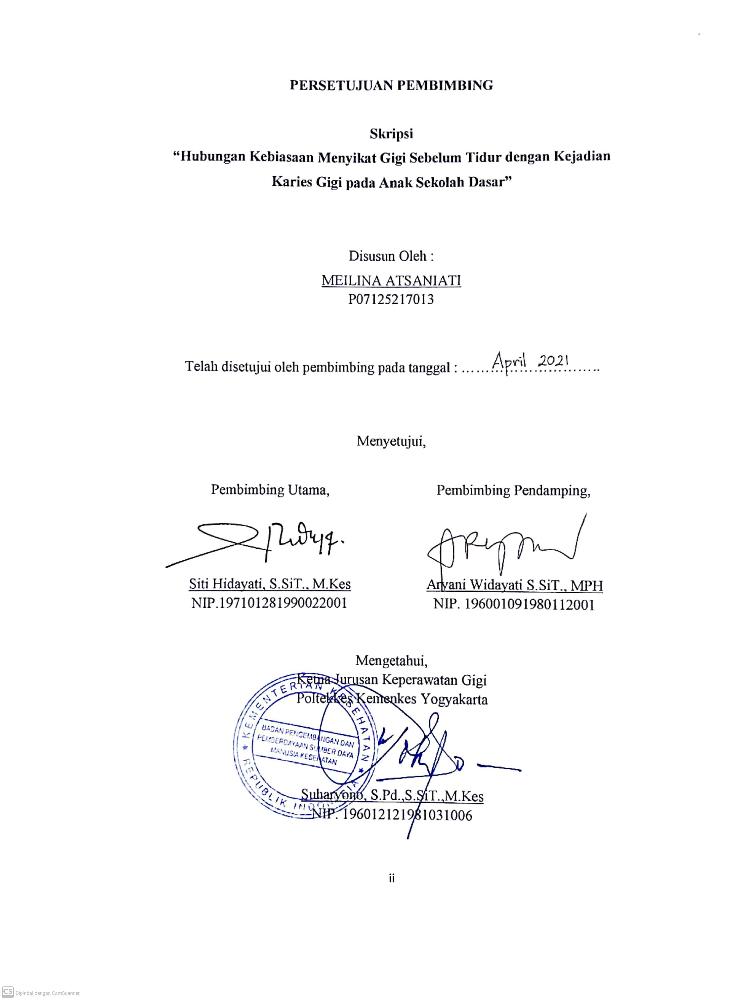 PERSETUJUAN PEMBIMBING
Skripsi
“Hubungan Kebiasaan Menyikat Gigi Sebelum Tidur dengan Kejadian
Karies Gigi pada Anak Sekolah Dasar”
Disusun Oleh :
MEILINA ATSANIATI
P07125217013
Telah disetujui oleh pembimbing pada tanggal : ...... April 2021
Menyetujui,
Pembimbing Utama,
Pembimbing Pendamping,
Siti Hidayati, S.SiT., M.Kes
NIP.197101281990022001
Aryani Widayati S.SiT., MPH
NIP. 196001091980112001
Mengetahui,
Ketua Jurusan Keperawatan Gigi
Poltekkes Kemenkes Yogyakarta
KEMENTERIAN KESEHATAN
BADAN PENGEMBANGAN DAN
PEMBERDAYAAN SUMBER DAYA
MANUSIA KESEHATAN
REPUBLIK INDONESIA
Suharyono, S.Pd.,S.SiT.,M.Kes
NIP. 196012121981031006
ii
CS Dipindai dengan CamScanner